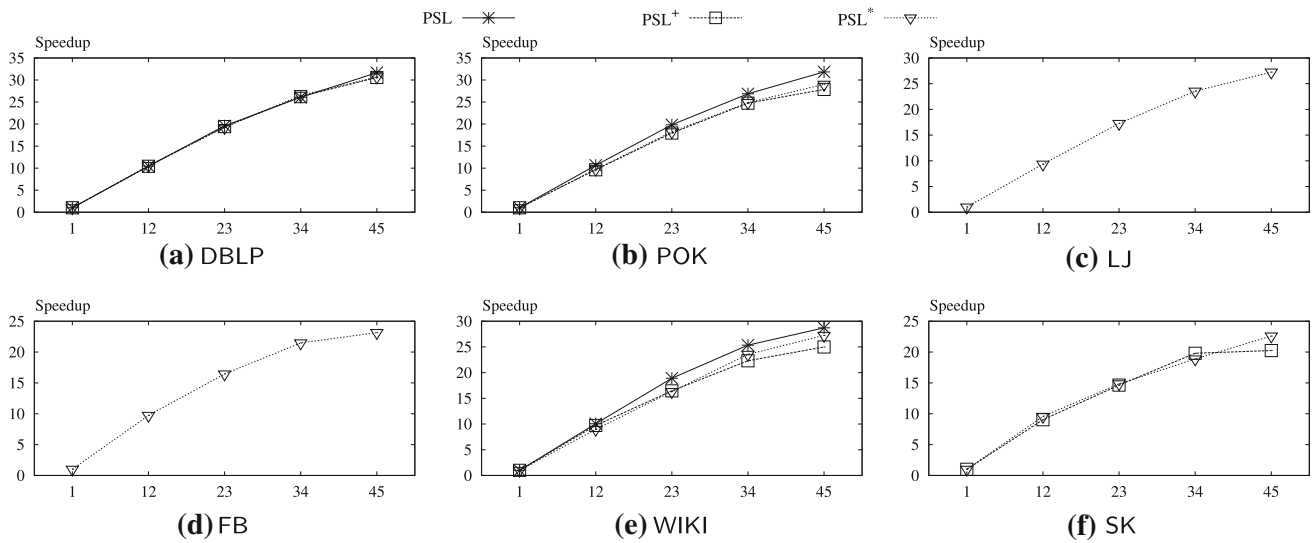 PSL PSL+ PSL*
Speedup Speedup Speedup
35 35 30
30 30 25
25 25 20
20 20 15
15 15 10
10 10 5
5 5 0
0 0
1 12 23 34 45 1 12 23 34 45 1 12 23 34 45
(a) DBLP (b) POK (c) LJ
Speedup Speedup Speedup
25 30 25
20 25 20
15 20 15
10 15 10
5 10 5
0 5 0
0
1 12 23 34 45 1 12 23 34 45 1 12 23 34 45
(d) FB (e) WIKI (f) SK